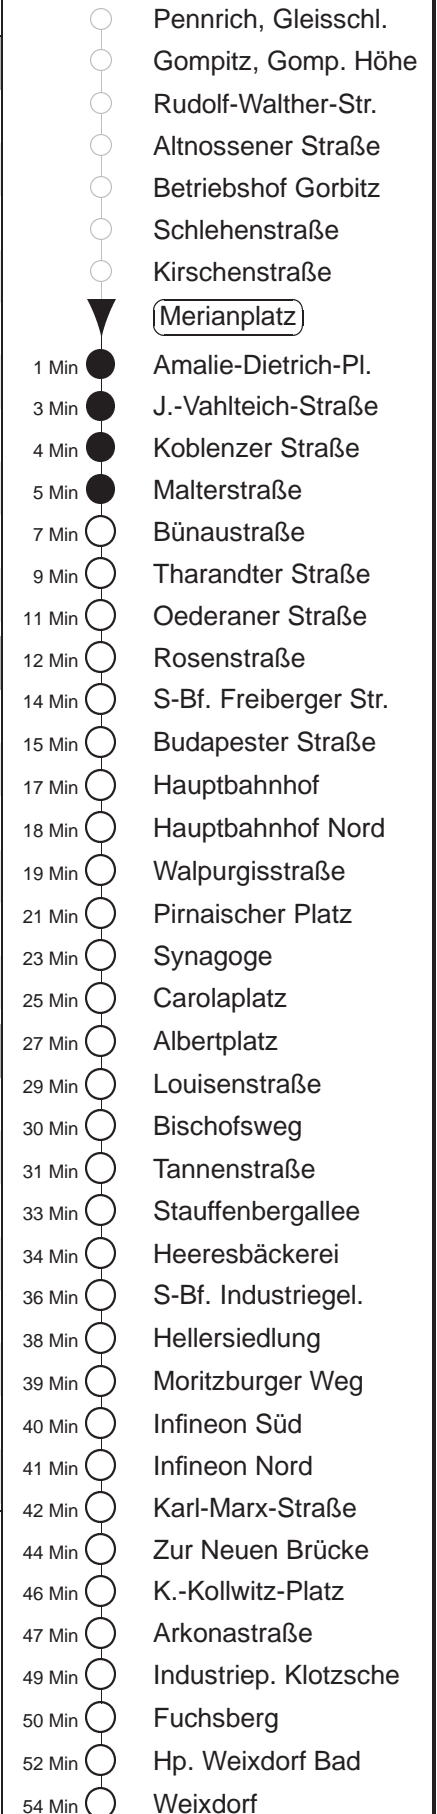 Pennrich, Gleisschl.
Gompitz, Gomp. Höhe
Rudolf-Walther-Str.
Altnossener Straße
Betriebshof Gorbitz
Schlehenstraße
Kirschenstraße
Merianplatz
1 Min Amalie-Dietrich-Pl.
3 Min J.-Vahlteich-Straße
4 Min Koblenzer Straße
5 Min Malterstraße
7 Min Bünaustraße
9 Min Tharandter Straße
11 Min Oederaner Straße
12 Min Rosenstraße
14 Min S-Bf. Freiberger Str.
15 Min Budapester Straße
17 Min Hauptbahnhof
18 Min Hauptbahnhof Nord
19 Min Walpurgisstraße
21 Min Pirnaischer Platz
23 Min Synagoge
25 Min Carolaplatz
27 Min Albertplatz
29 Min Louisenstraße
30 Min Bischofsweg
31 Min Tannenstraße
33 Min Stauffenbergallee
34 Min Heeresbäckerei
36 Min S-Bf. Industriegel.
38 Min Hellersiedlung
39 Min Moritzburger Weg
40 Min Infineon Süd
41 Min Infineon Nord
42 Min Karl-Marx-Straße
44 Min Zur Neuen Brücke
46 Min K.-Kollwitz-Platz
47 Min Arkonastraße
49 Min Industriep. Klotzsche
50 Min Fuchsberg
52 Min Hp. Weixdorf Bad
54 Min Weixdorf